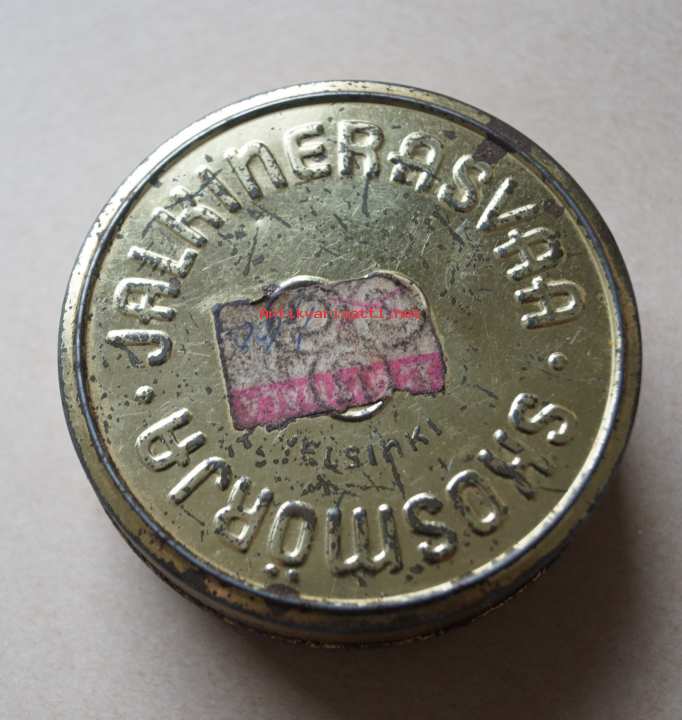 JALKINERASVAA · SKOSMÖRJA ·
Antikvariaatti.net
HELSINKI